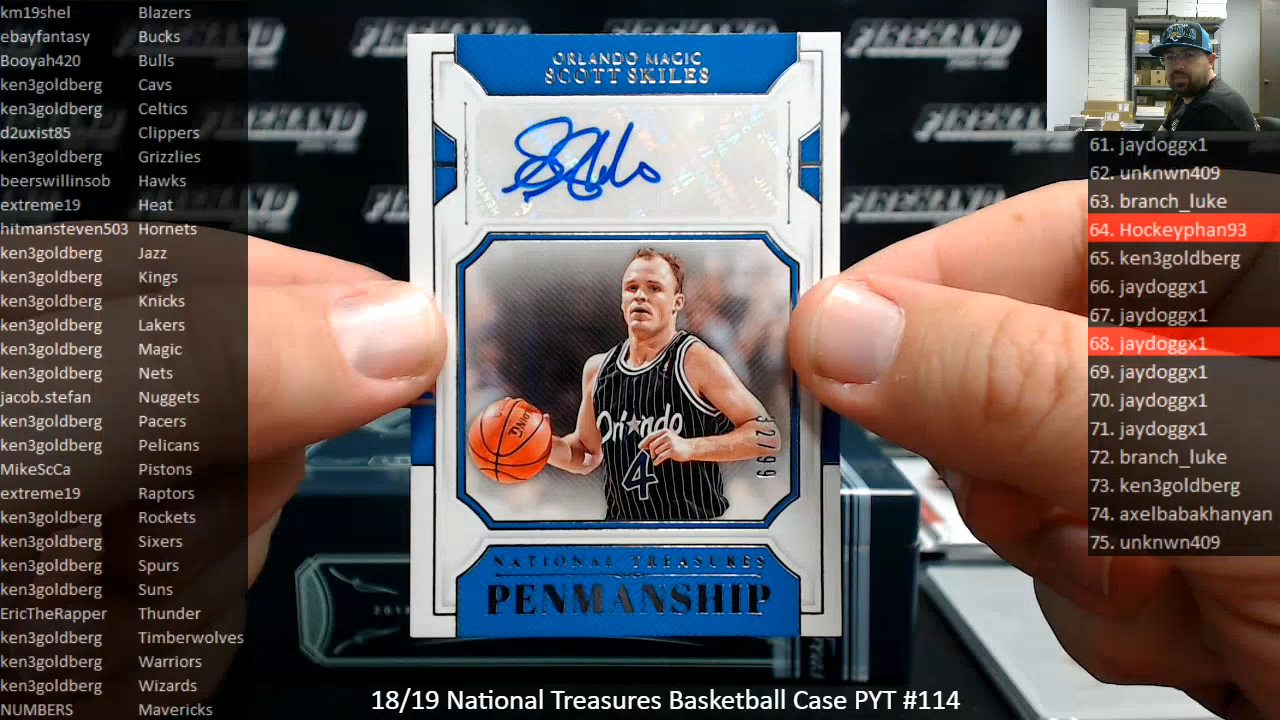 km19shel Blazers
ebayfantasy Bucks
Booyah420 Bulls
ken3goldberg Cavs
ken3goldberg Celtics
d2uxist85 Clippers
ken3goldberg Grizzlies
beerswillinsob Hawks
extreme19 Heat
hitmansteven503 Hornets
ken3goldberg Jazz
ken3goldberg Kings
ken3goldberg Knicks
ken3goldberg Lakers
ken3goldberg Magic
ken3goldberg Nets
jacob.stefan Nuggets
ken3goldberg Pacers
ken3goldberg Pelicans
MikeScCa Pistons
extreme19 Raptors
ken3goldberg Rockets
ken3goldberg Sixers
ken3goldberg Spurs
ken3goldberg Suns
EricTheRapper Thunder
ken3goldberg Timberwolves
ken3goldberg Warriors
ken3goldberg Wizards
NUMBERS Mavericks
ORLANDO MAGIC
SCOTT SKILES
Orlando
4
32/99
NATIONAL TREASURES
PENMANSHIP
61. jaydoggx1
62. unknwn409
63. branch_luke
64. Hockeyphan93
65. ken3goldberg
66. jaydoggx1
67. jaydoggx1
68. jaydoggx1
69. jaydoggx1
70. jaydoggx1
71. jaydoggx1
72. branch_luke
73. ken3goldberg
74. axelbabakhanyan
75. unknwn409
18/19 National Treasures Basketball Case PYT #114